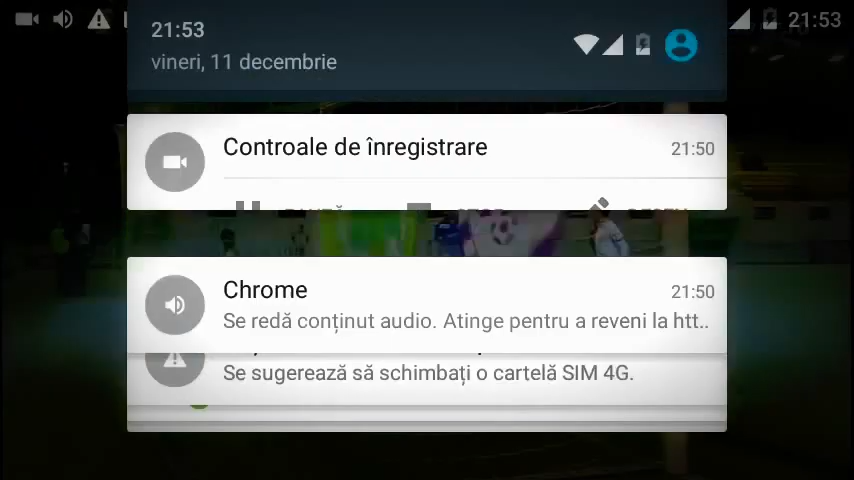 21:53
21:53
vineri, 11 decembrie
Controale de înregistrare
21:50
Chrome
21:50
Se redă conținut audio. Atinge pentru a reveni la htt..
Se sugerează să schimbați o cartelă SIM 4G.